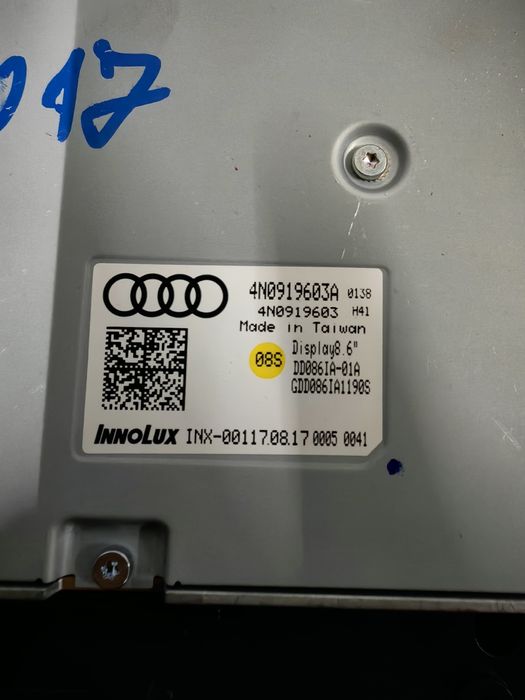 017
4N0919603A 0138
4N0919603 H41
Made in Taiwan
08S
Display8.6"
DD086IA-01A
GDD086IA1190S
INNOLUX INX-00117.08.17 0005 0041